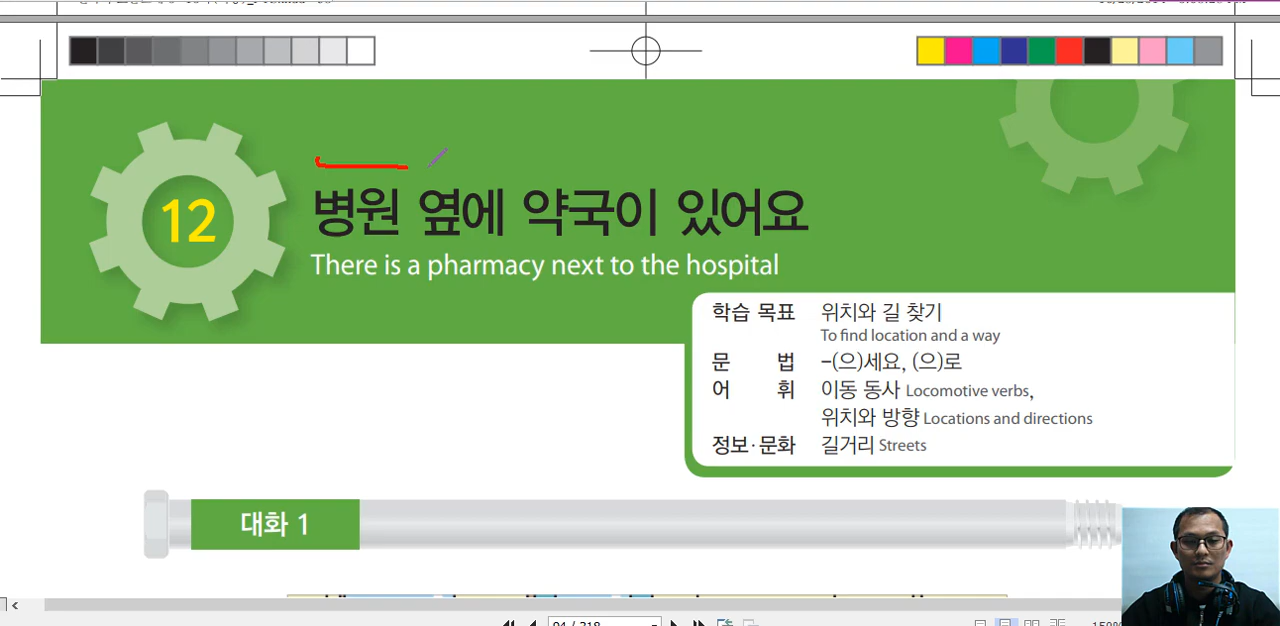 12
병원 옆에 약국이 있어요
There is a pharmacy next to the hospital
학습 목표 위치와 길 찾기
To find location and a way
문 법 -(으)세요, (으)로
어 휘 이동 동사 Locomotive verbs,
위치와 방향 Locations and directions
정보·문화 길거리 Streets
대화 1